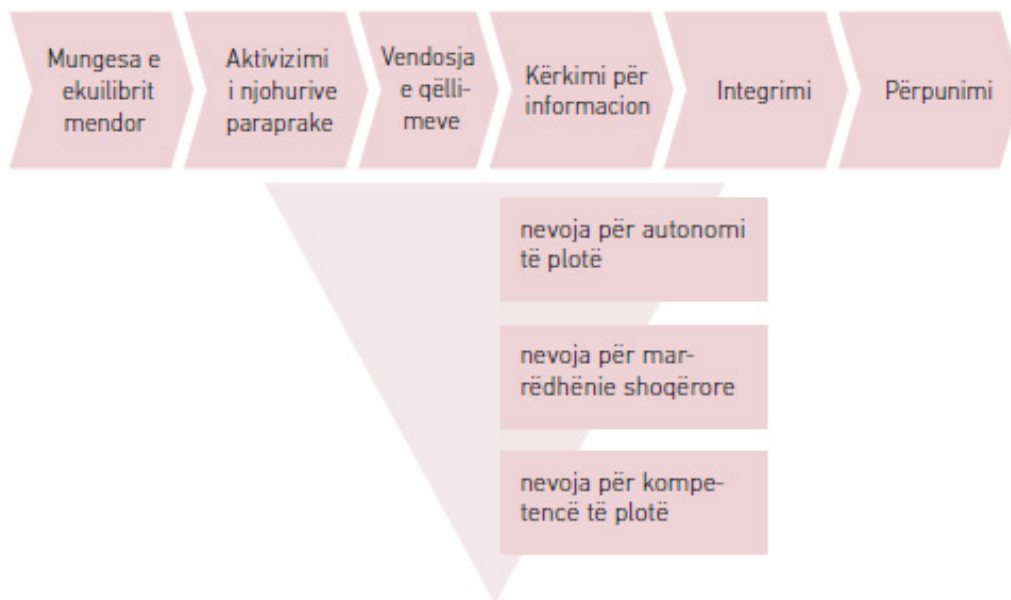 Mungesa e
ekuilibrit
mendor
Aktivizimi
i njohurive
paraprake
Vendosja
e qëlli-
meve
Kërkimi për
informacion
Integrimi
Përpunimi
nevoja për autonomi
të plotë
nevoja për mar-
rëdhënie shoqërore
nevoja për kompe-
tencë të plotë